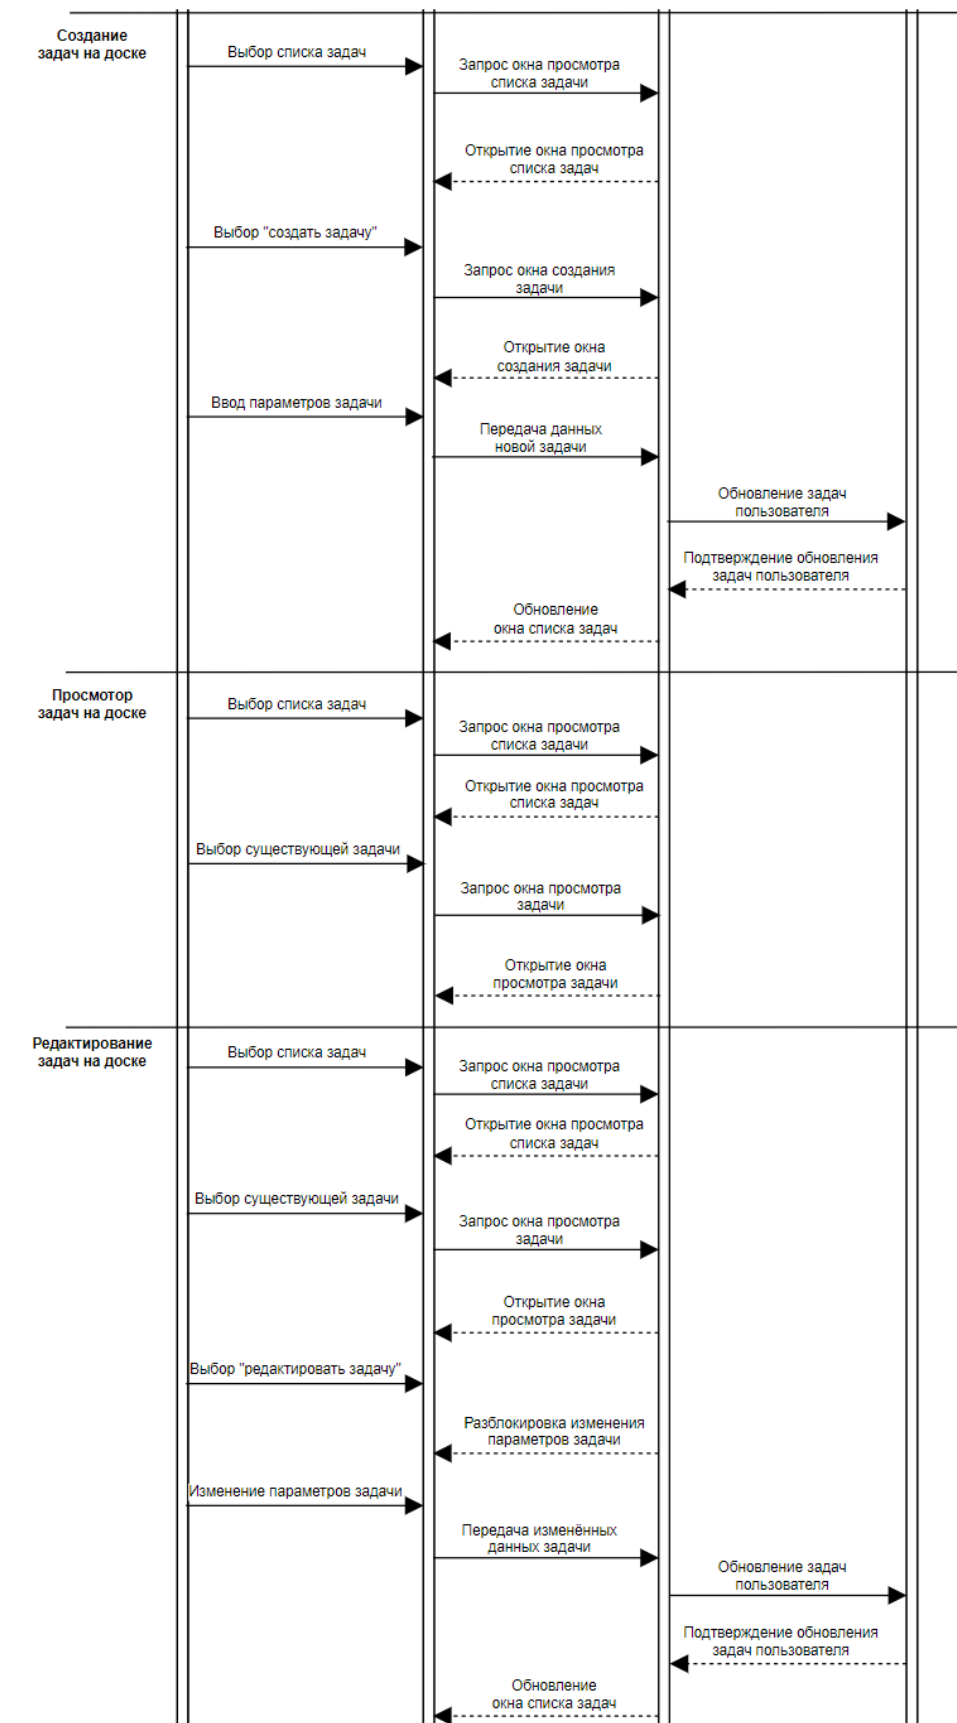 Создание
задач на доске
Выбор списка задач
Запрос окна просмотра
списка задачи
Открытие окна просмотра
списка задач
Выбор "создать задачу"
Запрос окна создания
задачи
Открытие окна
создания задачи
Ввод параметров задачи
Передача данных
новой задачи
Обновление задач
пользователя
Подтверждение обновления
задач пользователя
Обновление
окна списка задач
Просмотор
задач на доске
Выбор списка задач
Запрос окна просмотра
списка задачи
Открытие окна просмотра
списка задач
Выбор существующей задачи
Запрос окна просмотра
задачи
Открытие окна
просмотра задачи
Редактирование
задач на доске
Выбор списка задач
Запрос окна просмотра
списка задачи
Открытие окна просмотра
списка задач
Выбор существующей задачи
Запрос окна просмотра
задачи
Открытие окна
просмотра задачи
Выбор "редактировать задачу"
Разблокировка изменения
параметров задачи
Изменение параметров задачи
Передача изменённых
данных задачи
Обновление задач
пользователя
Подтверждение обновления
задач пользователя
Обновление
окна списка задач